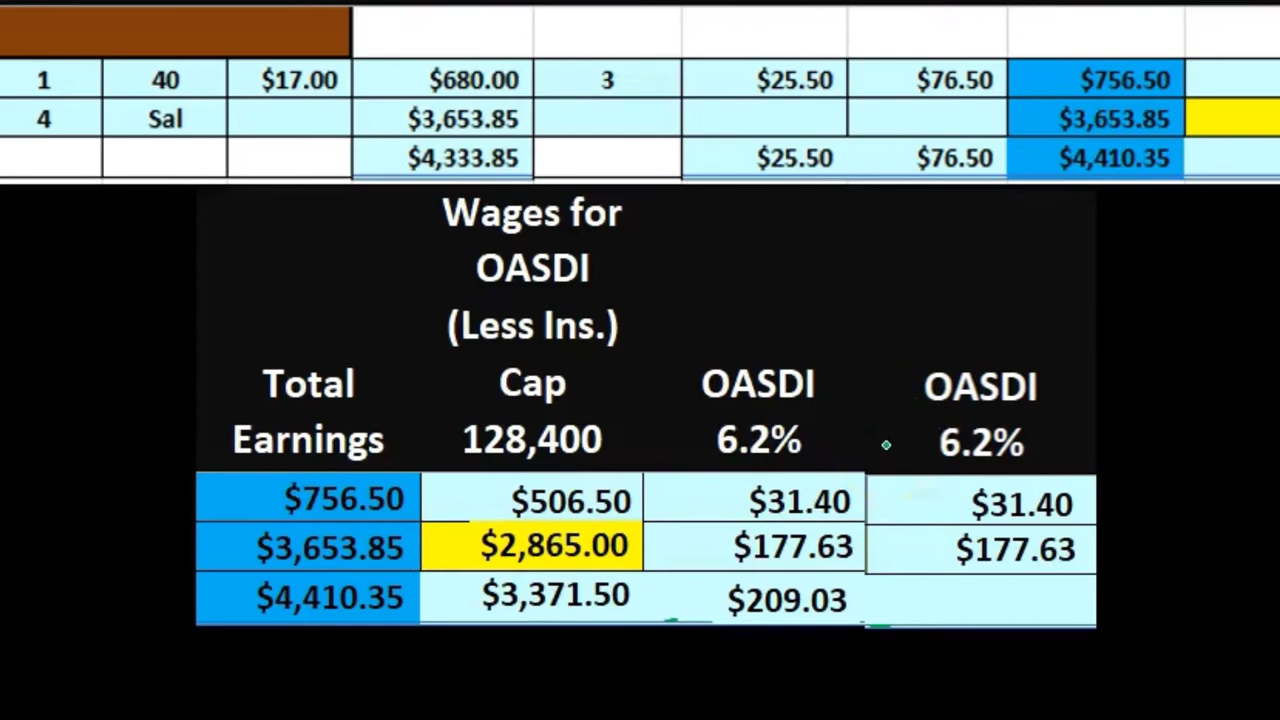 1 40 $17.00 $680.00 3 $25.50 $76.50 $756.50
4 Sal $3,653.85 $3,653.85
$4,333.85 $25.50 $76.50 $4,410.35
Wages for
OASDI
(Less Ins.)
Total Cap OASDI OASDI
Earnings 128,400 6.2% 6.2%
$756.50 $506.50 $31.40 $31.40
$3,653.85 $2,865.00 $177.63 $177.63
$4,410.35 $3,371.50 $209.03